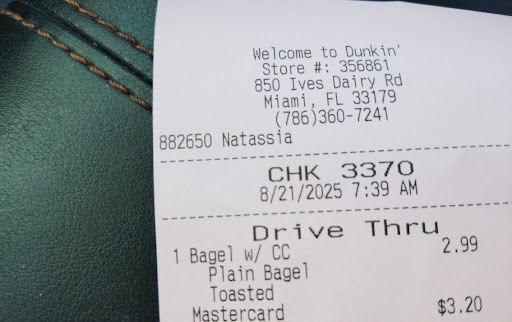 Welcome to Dunkin'
Store #: 356861
850 Ives Dairy Rd
Miami, FL 33179
(786)360-7241
882650 Natassia
CHK 3370
8/21/2025 7:39 AM
Drive Thru
1 Bagel w/ CC 2.99
Plain Bagel
Toasted
Mastercard $3.20